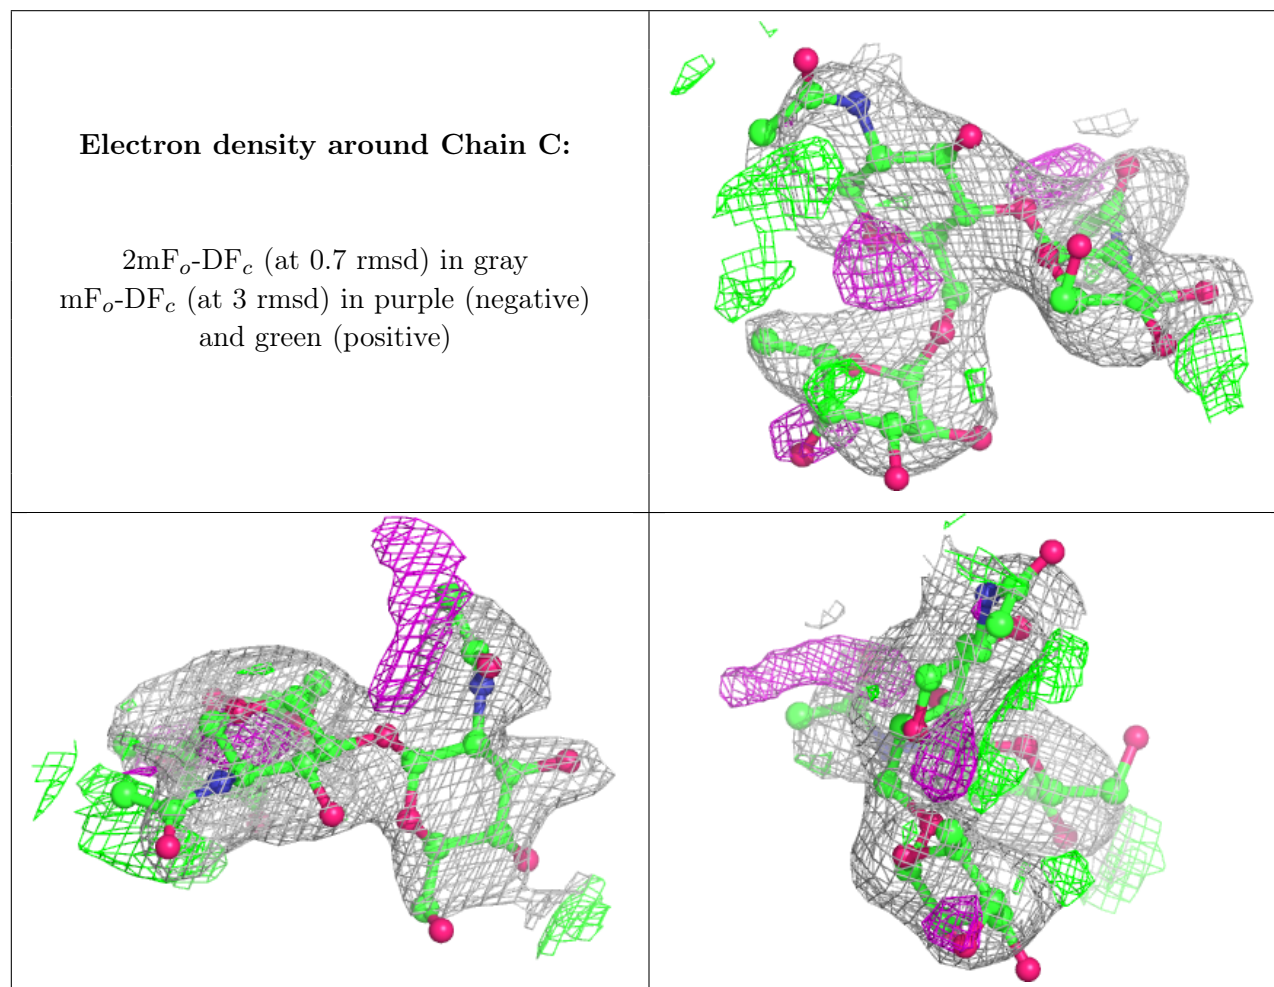 Electron density around Chain C:
2mFo-DFc (at 0.7 rmsd) in gray
mFo-DFc (at 3 rmsd) in purple (negative)
and green (positive)